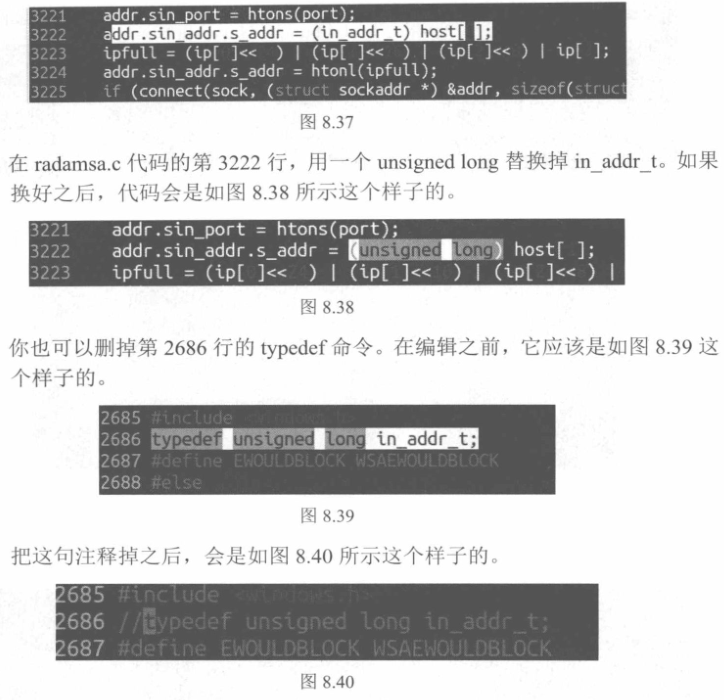 3221 addr.sin_port = htons(port);
3222 addr.sin_addr.s_addr = (in_addr_t) host[ ];
3223 ipfull = (ip[ ]<<  ) | (ip[ ]<<  ) | (ip[ ]<< ) | ip[ ];
3224 addr.sin_addr.s_addr = htonl(ipfull);
3225 if (connect(sock, (struct sockaddr *) &addr, sizeof(struct
图 8.37
在 radamsa.c 代码的第 3222 行，用一个 unsigned long 替换掉 in_addr_t。如果
换好之后，代码会是如图 8.38 所示这个样子的。
3221 addr.sin_port = htons(port);
3222 addr.sin_addr.s_addr = (unsigned long) host[ ];
3223 ipfull = (ip[ ]<<  ) | (ip[ ]<<  ) | (ip[ ]<< ) |
图 8.38
你也可以删掉第 2686 行的 typedef 命令。在编辑之前，它应该是如图 8.39 这
个样子的。
2685 #include <windows.h>
2686 typedef unsigned long in_addr_t;
2687 #define EWOULDBLOCK WSAEWOULDBLOCK
2688 #else
图 8.39
把这句注释掉之后，会是如图 8.40 所示这个样子的。
2685 #include <windows.h>
2686 //typedef unsigned long in_addr_t;
2687 #define EWOULDBLOCK WSAEWOULDBLOCK
图 8.40